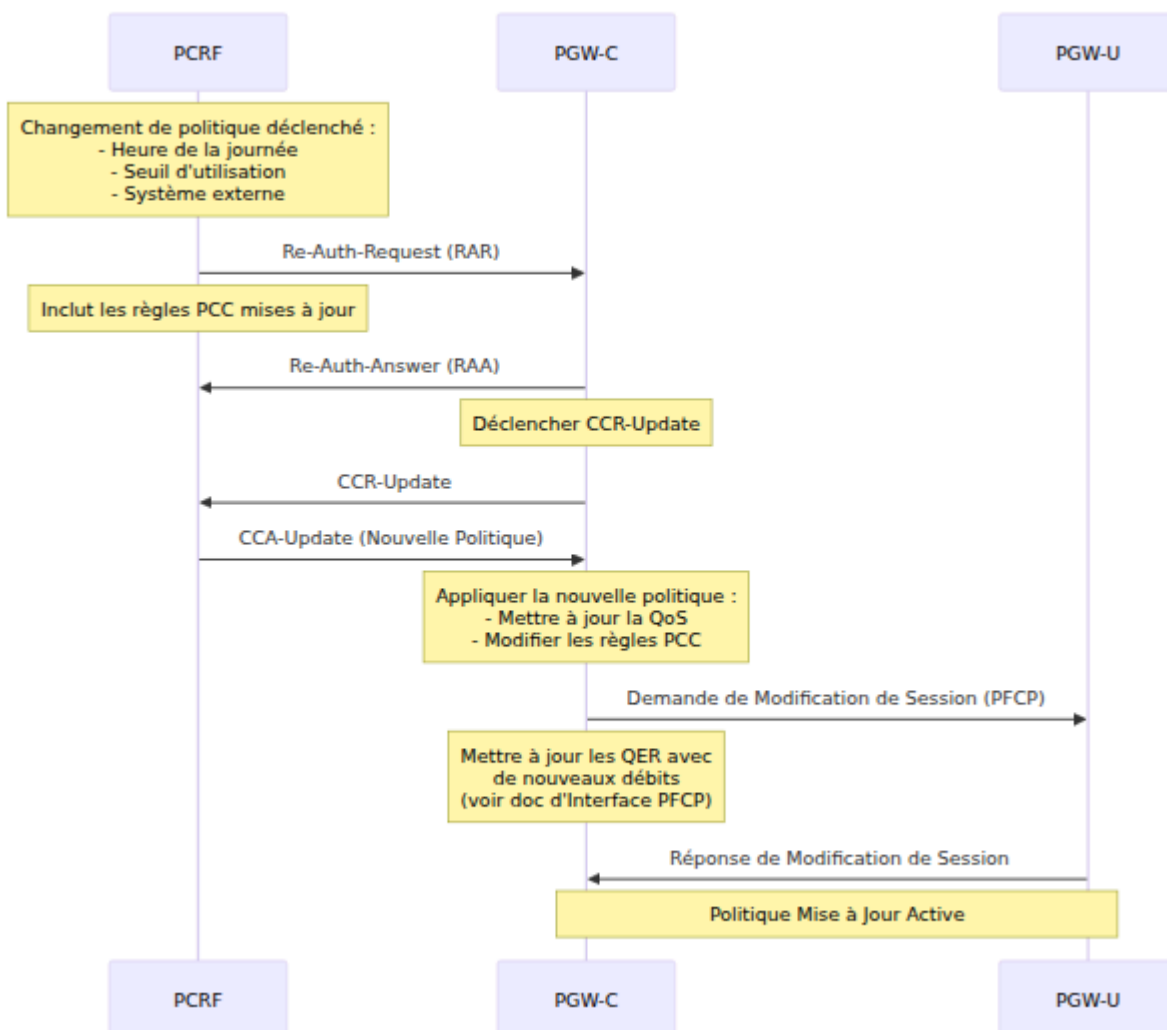 PCRF
PGW-C
PGW-U
Changement de politique déclenché :
- Heure de la journée
- Seuil d'utilisation
- Système externe
Re-Auth-Request (RAR)
Inclut les règles PCC mises à jour
Re-Auth-Answer (RAA)
Déclencher CCR-Update
CCR-Update
CCA-Update (Nouvelle Politique)
Appliquer la nouvelle politique :
- Mettre à jour la QoS
- Modifier les règles PCC
Demande de Modification de Session (PFCP)
Mettre à jour les QER avec
de nouveaux débits
(voir doc d'Interface PFCP)
Réponse de Modification de Session
Politique Mise à Jour Active
PCRF
PGW-C
PGW-U